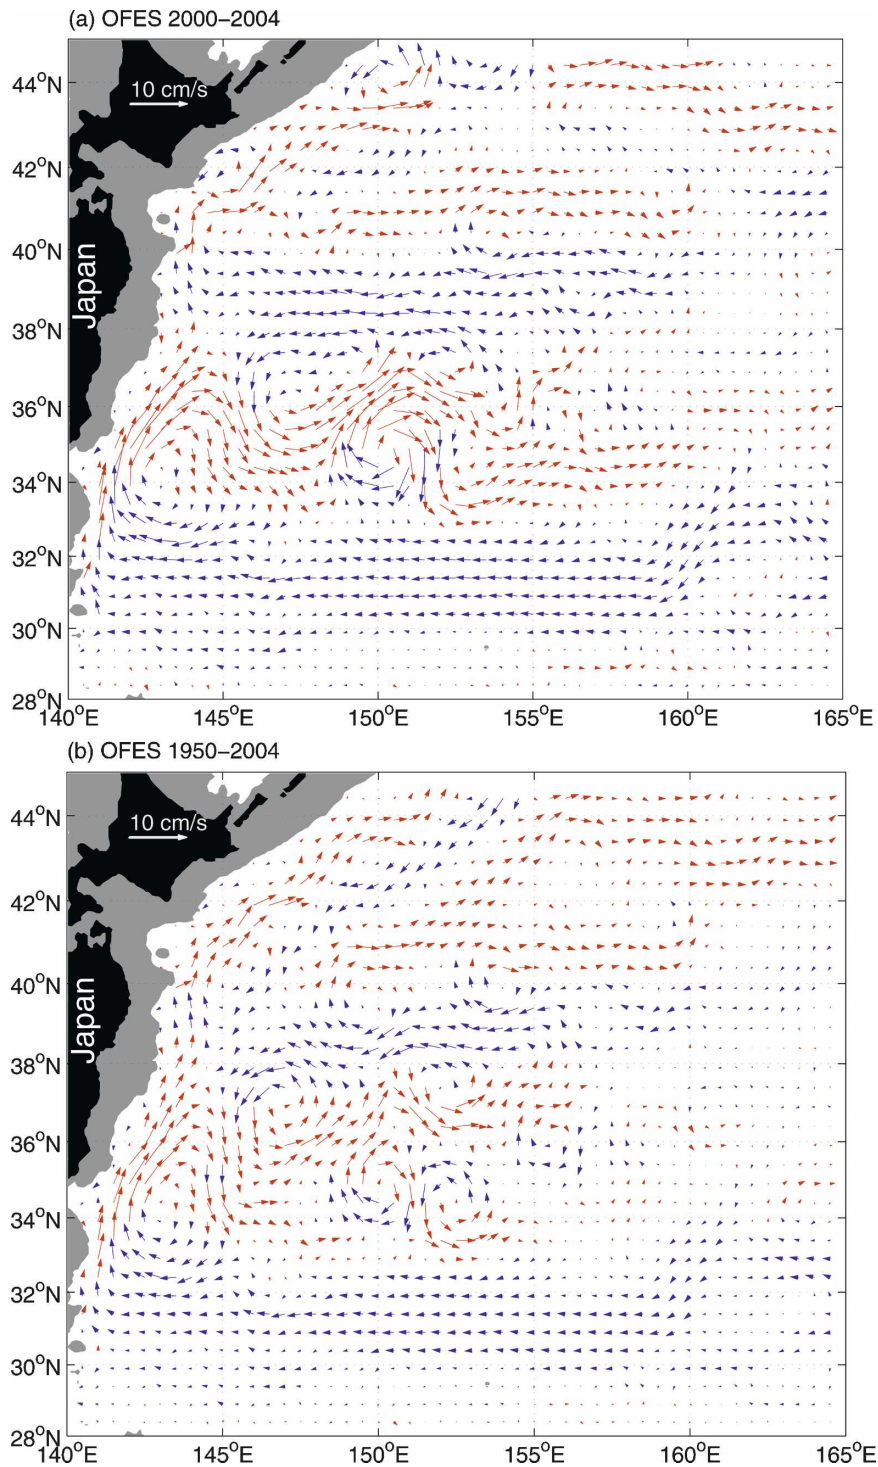 (a) OFES 2000–2004
44°N
10 cm/s
42°N
40°N
Japan
38°N
36°N
34°N
32°N
30°N
28°N
140°E 145°E 150°E 155°E 160°E 165°E
(b) OFES 1950–2004
44°N
10 cm/s
42°N
40°N
Japan
38°N
36°N
34°N
32°N
30°N
28°N
140°E 145°E 150°E 155°E 160°E 165°E